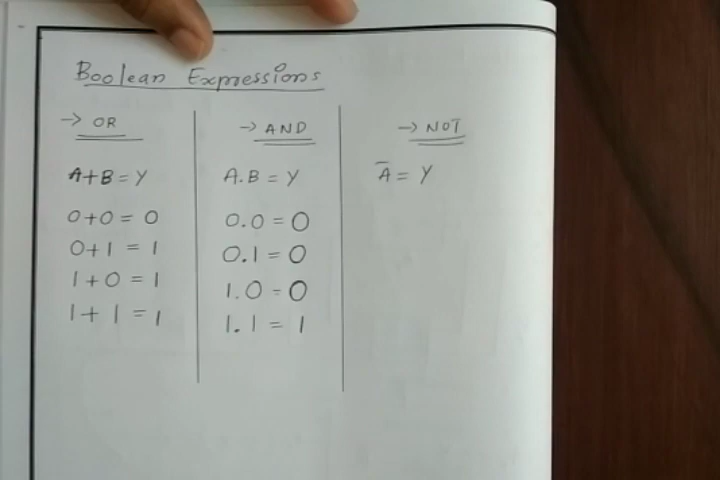 Boolean Expressions
→ OR
A+B = Y
0+0 = 0
0+1 = 1
1+0 = 1
1+1 = 1
→ AND
A.B = Y
0.0 = 0
0.1 = 0
1.0 = 0
1.1 = 1
→ NOT
A̅ = Y